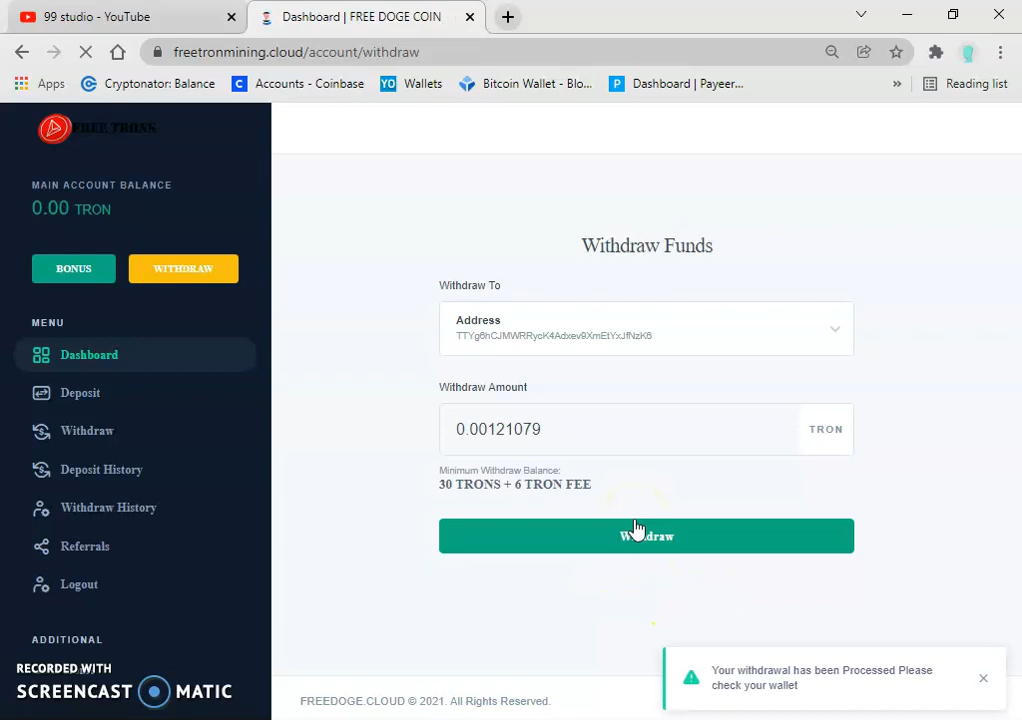 99 studio - YouTube
Dashboard | FREE DOGE COIN
freetronmining.cloud/account/withdraw
Apps
Cryptonator: Balance
Accounts - Coinbase
YO Wallets
Bitcoin Wallet - Blo...
Dashboard | Payeer...
»
Reading list
FREE TRONS
MAIN ACCOUNT BALANCE
0.00 TRON
BONUS
WITHDRAW
MENU
Dashboard
Deposit
Withdraw
Deposit History
Withdraw History
Referrals
Logout
ADDITIONAL
RECORDED WITH
SCREENCAST MATIC
Withdraw Funds
Withdraw To
Address
TTYg6hCJMWRRycK4Adxev9XmEtYxJfNzK6
Withdraw Amount
0.00121079
TRON
Minimum Withdraw Balance:
30 TRONS + 6 TRON FEE
Withdraw
Your withdrawal has been Processed Please
check your wallet
FREEDOGE.CLOUD © 2021. All Rights Reserved.